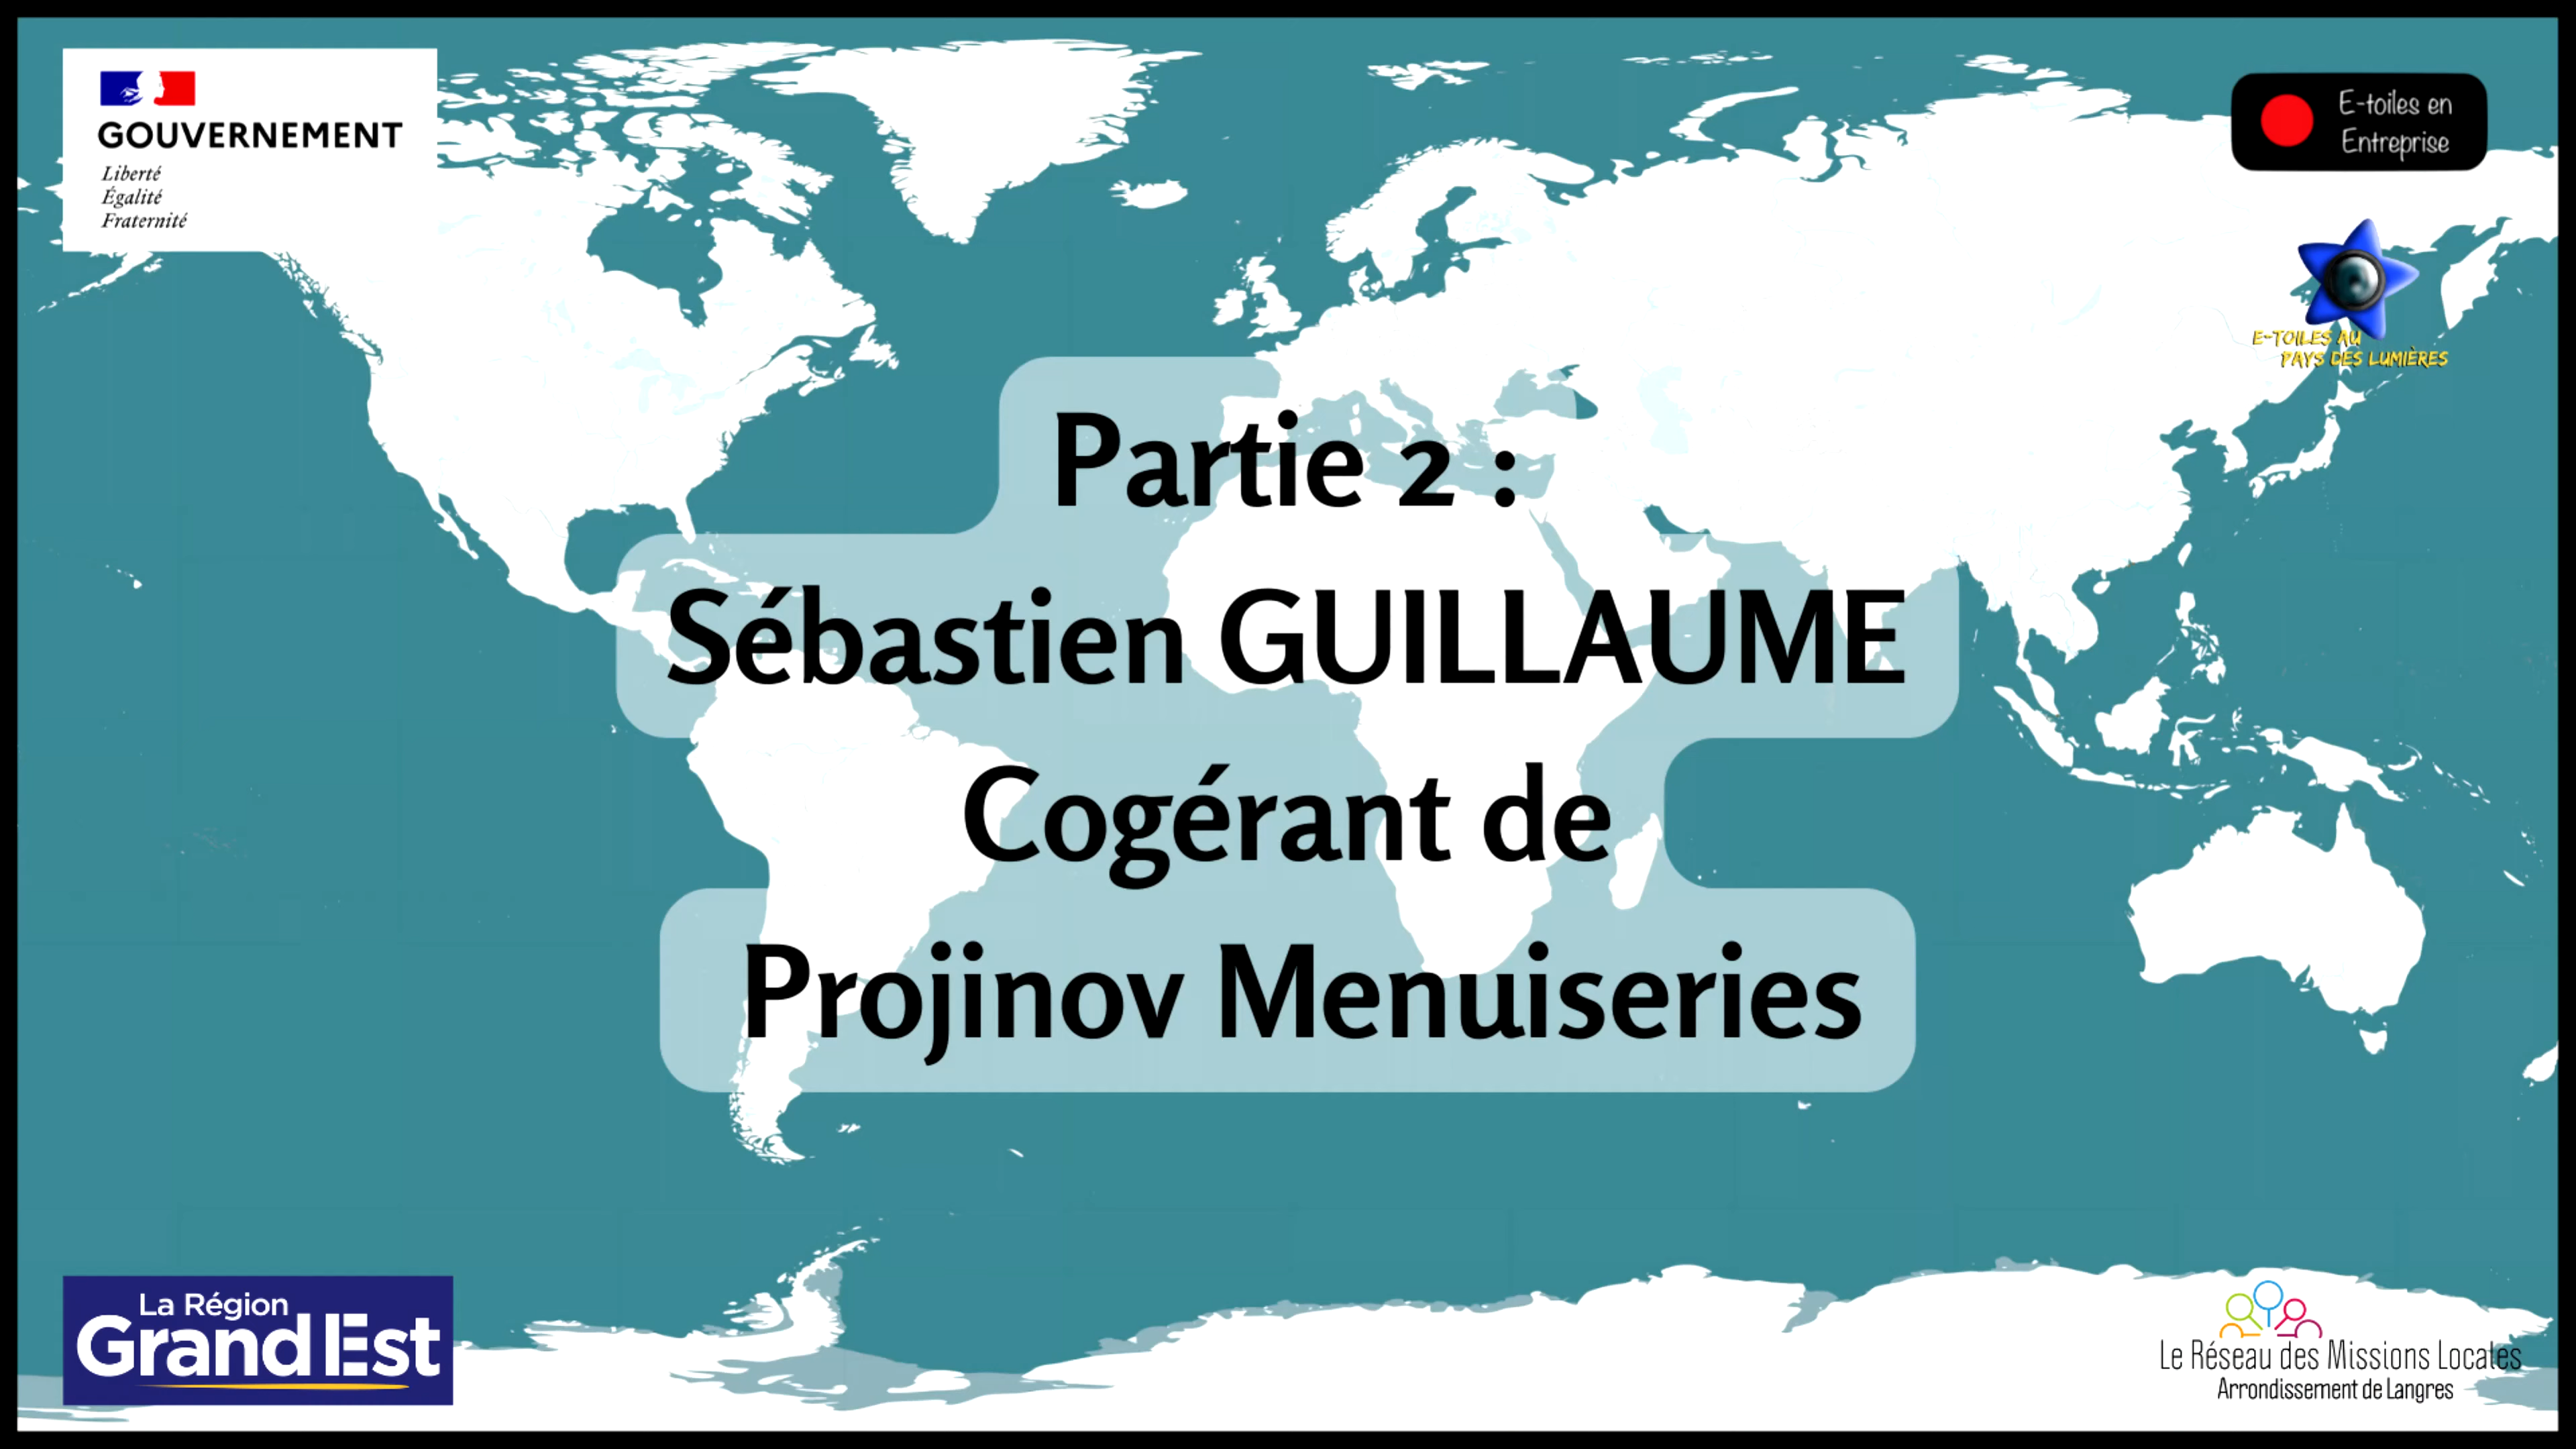 GOUVERNEMENT
Liberté
Égalité
Fraternité
E-toiles en
Entreprise
E-TOILES AU
PAYS DES LUMIÈRES
Partie 2 :
Sébastien GUILLAUME
Cogérant de
Projinov Menuiseries
La Région
Grand Est
Le Réseau des Missions Locales
Arrondissement de Langres